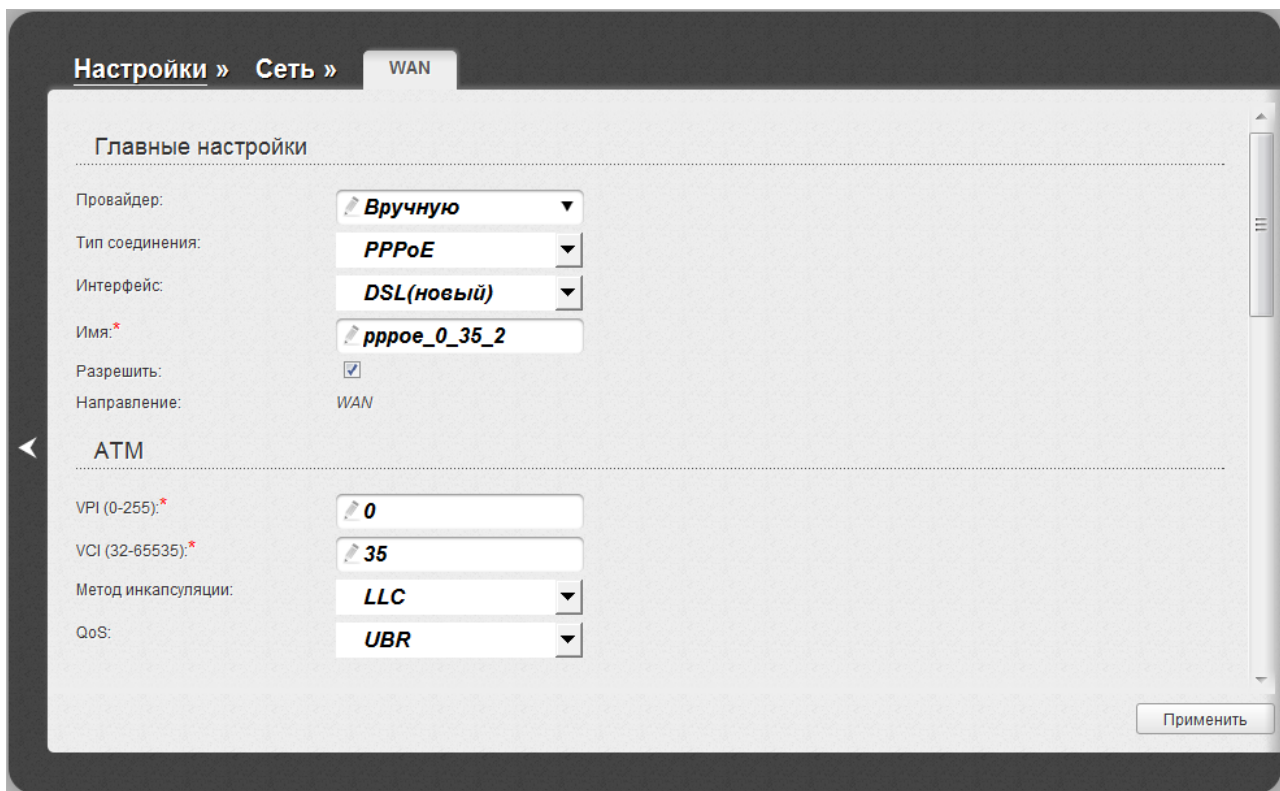 Настройки » Сеть » WAN
Главные настройки
Провайдер: Вручную
Тип соединения: PPPoE
Интерфейс: DSL(новый)
Имя:* pppoe_0_35_2
Разрешить:
Направление: WAN
ATM
VPI (0-255):* 0
VCI (32-65535):* 35
Метод инкапсуляции: LLC
QoS: UBR
Применить